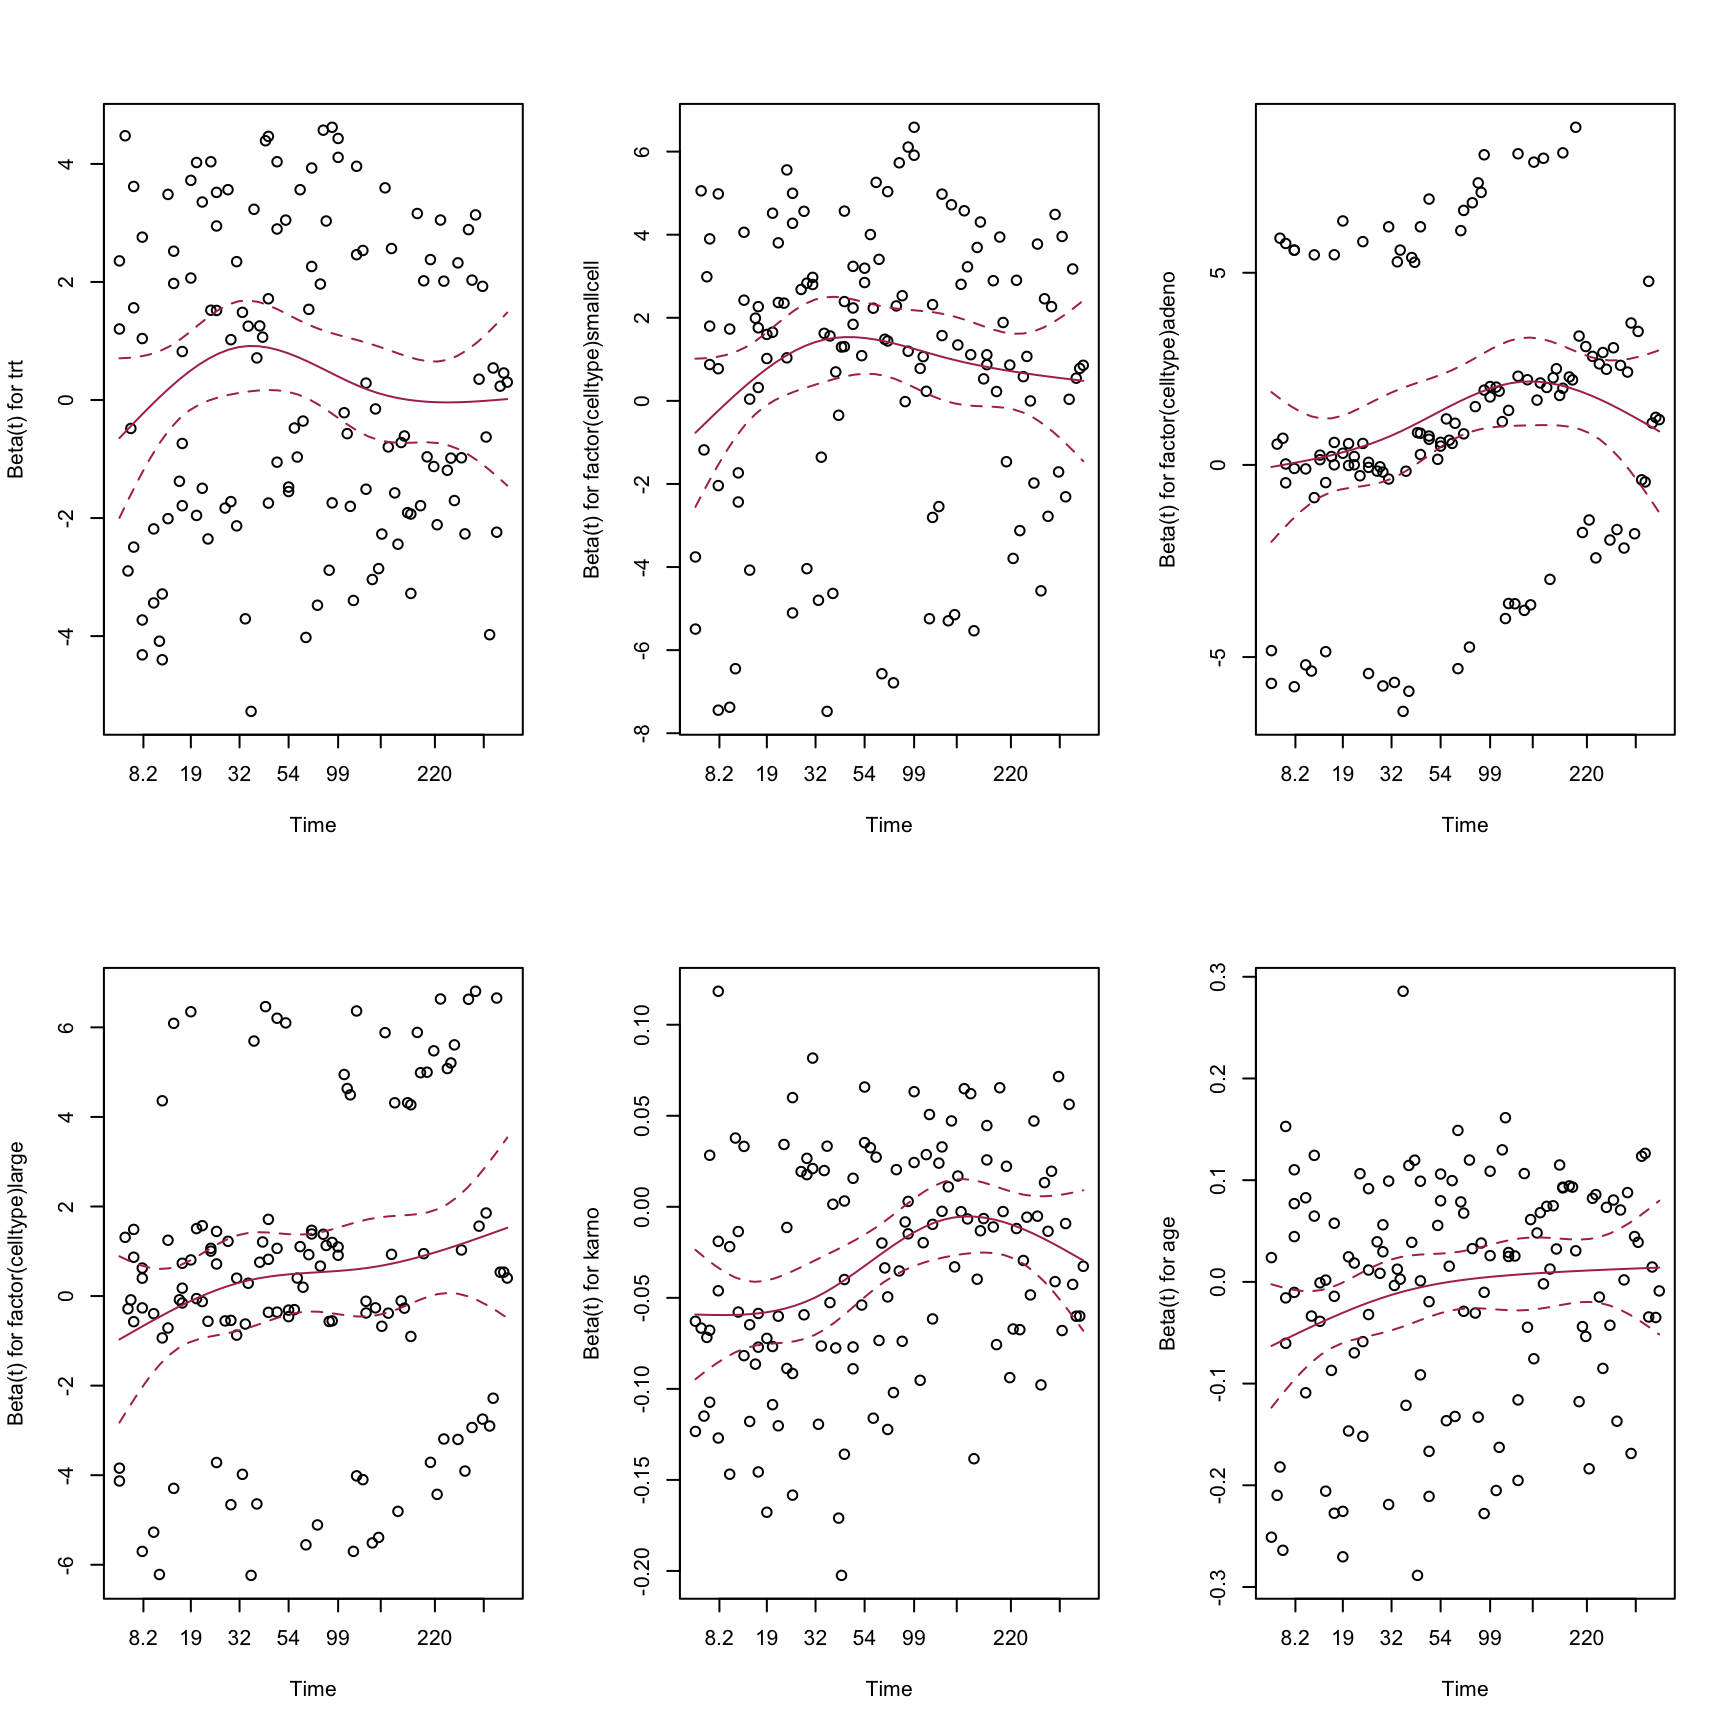 Beta(t) for trt
4
2
0
-2
-4
8.2 19 32 54 99 220
Time
Beta(t) for factor(celltype)smallcell
6
4
2
0
-2
-4
-6
-8
8.2 19 32 54 99 220
Time
Beta(t) for factor(celltype)adeno
5
0
-5
8.2 19 32 54 99 220
Time
Beta(t) for factor(celltype)large
6
4
2
0
-2
-4
-6
8.2 19 32 54 99 220
Time
Beta(t) for karno
0.10
0.05
0.00
-0.05
-0.10
-0.15
-0.20
8.2 19 32 54 99 220
Time
Beta(t) for age
0.3
0.2
0.1
0.0
-0.1
-0.2
-0.3
8.2 19 32 54 99 220
Time